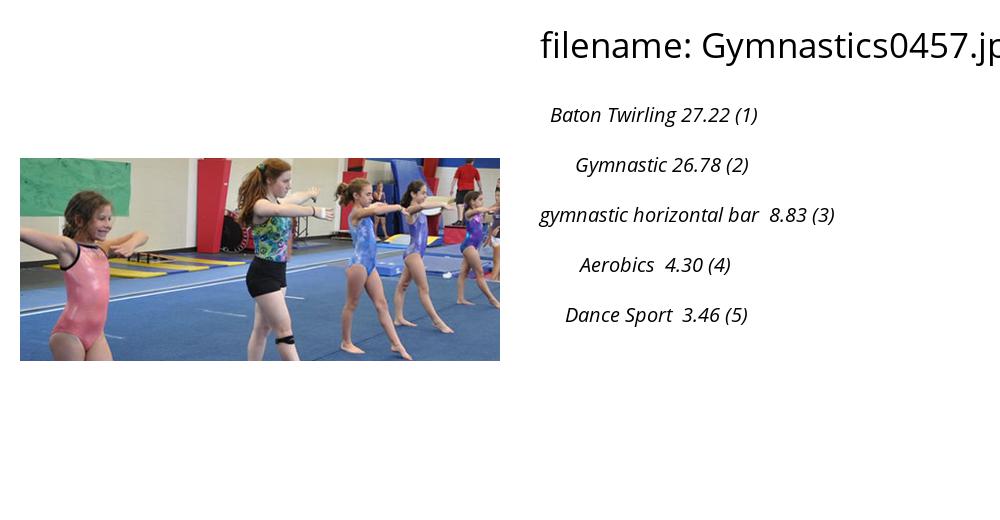 filename: Gymnastics0457.jp
Baton Twirling 27.22 (1)
Gymnastic 26.78 (2)
gymnastic horizontal bar 8.83 (3)
Aerobics 4.30 (4)
Dance Sport 3.46 (5)